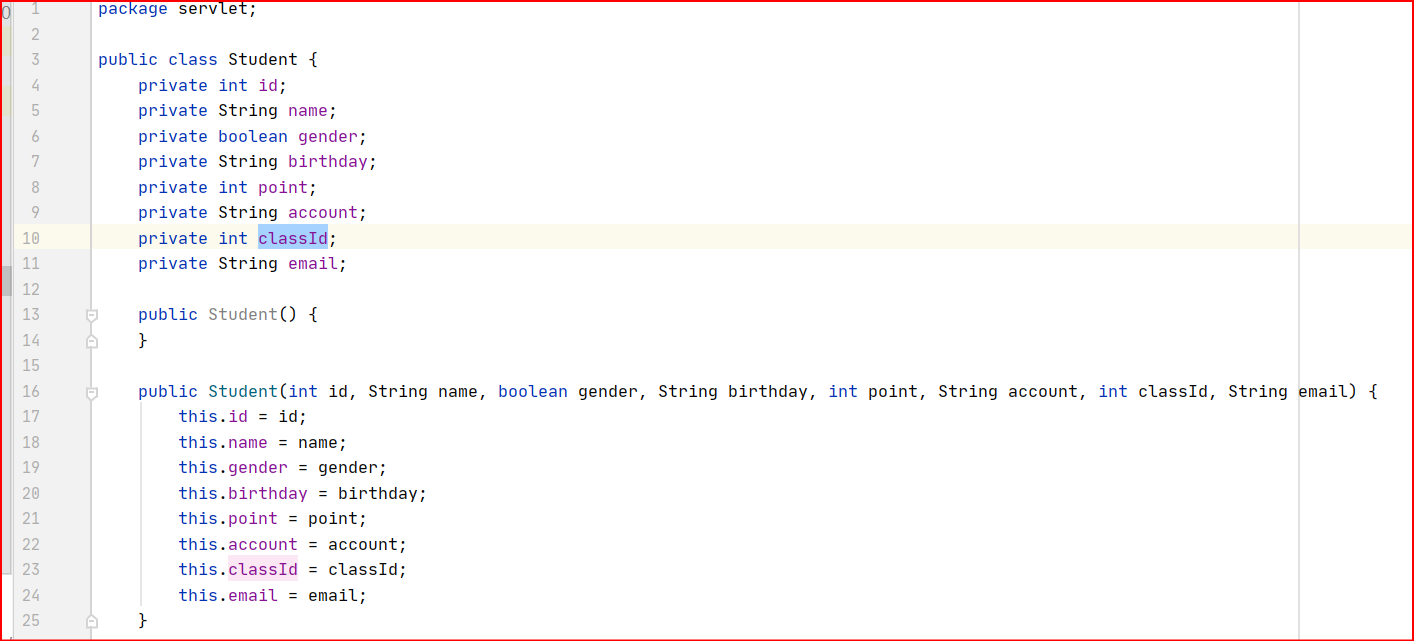 1 package servlet;
2
3 public class Student {
4     private int id;
5     private String name;
6     private boolean gender;
7     private String birthday;
8     private int point;
9     private String account;
10     private int classId;
11     private String email;
12
13     public Student() {
14     }
15
16     public Student(int id, String name, boolean gender, String birthday, int point, String account, int classId, String email) {
17         this.id = id;
18         this.name = name;
19         this.gender = gender;
20         this.birthday = birthday;
21         this.point = point;
22         this.account = account;
23         this.classId = classId;
24         this.email = email;
25     }